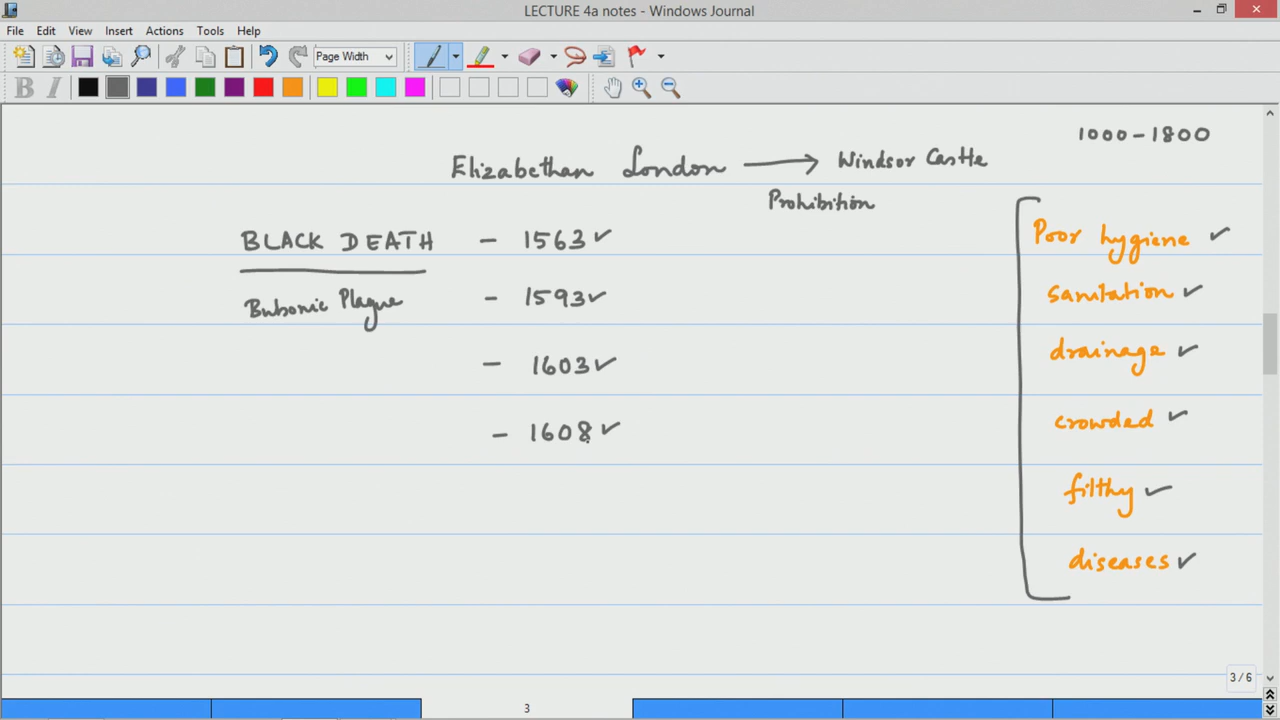 LECTURE 4a notes - Windows Journal
File Edit View Insert Actions Tools Help
Page Width
B I
1000-1800
Elizabethan London → Windsor Castle
Prohibition
BLACK DEATH - 1563 ✓
Bubonic Plague - 1593 ✓
- 1603 ✓
- 1608 ✓
Poor hygiene ✓
sanitation ✓
drainage ✓
crowded ✓
filthy ✓
diseases ✓
3 / 6
3